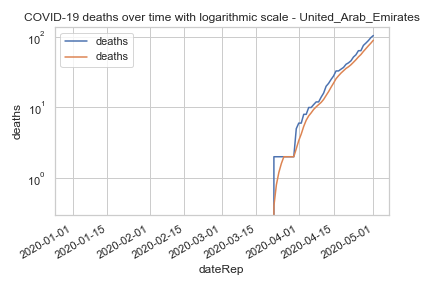 COVID-19 deaths over time with logarithmic scale - United_Arab_Emirates
deaths
deaths
10²
10¹
10⁰
deaths
2020-01-01
2020-01-15
2020-02-01
2020-02-15
2020-03-01
2020-03-15
2020-04-01
2020-04-15
2020-05-01
dateRep